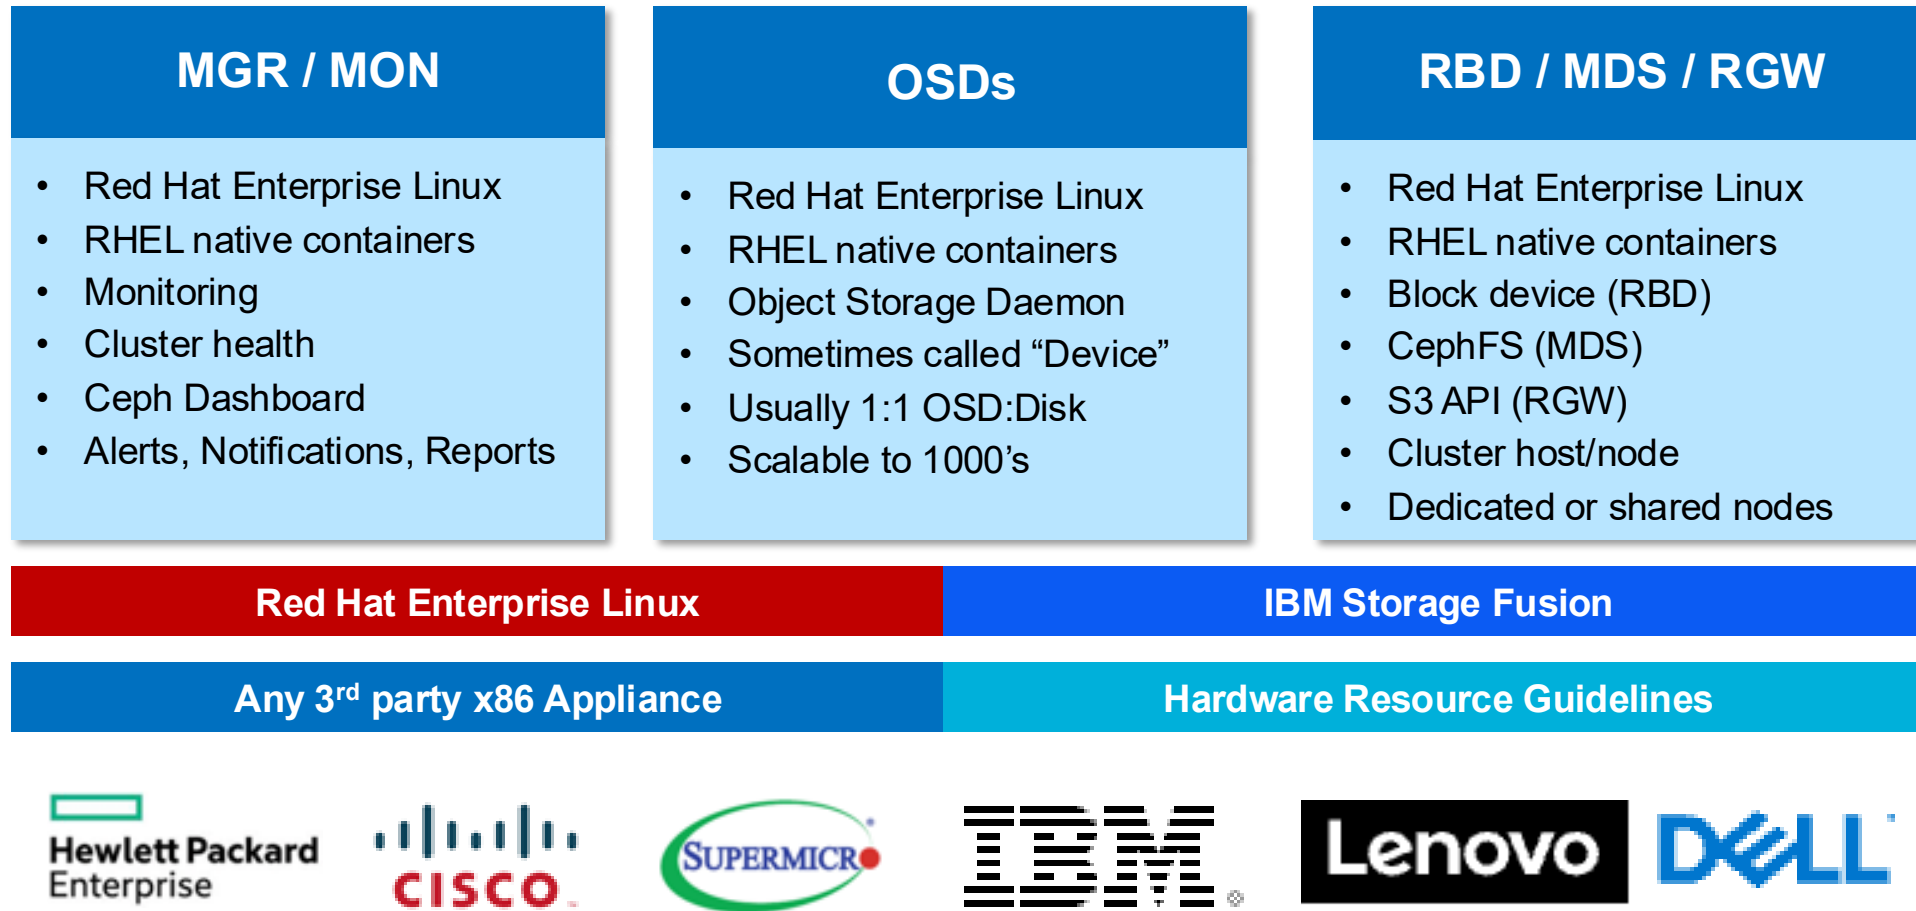 MGR / MON
• Red Hat Enterprise Linux
• RHEL native containers
• Monitoring
• Cluster health
• Ceph Dashboard
• Alerts, Notifications, Reports
OSDs
• Red Hat Enterprise Linux
• RHEL native containers
• Object Storage Daemon
• Sometimes called “Device”
• Usually 1:1 OSD:Disk
• Scalable to 1000’s
RBD / MDS / RGW
• Red Hat Enterprise Linux
• RHEL native containers
• Block device (RBD)
• CephFS (MDS)
• S3 API (RGW)
• Cluster host/node
• Dedicated or shared nodes
Red Hat Enterprise Linux
IBM Storage Fusion
Any 3rd party x86 Appliance
Hardware Resource Guidelines
Hewlett Packard
Enterprise
CISCO
SUPERMICRO
IBM®
Lenovo
DELL